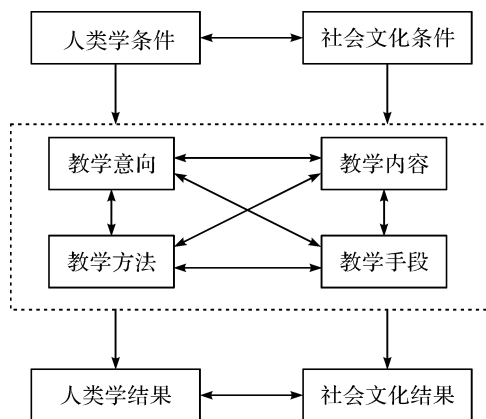 人类学条件
社会文化条件
教学意向
教学内容
教学方法
教学手段
人类学结果
社会文化结果